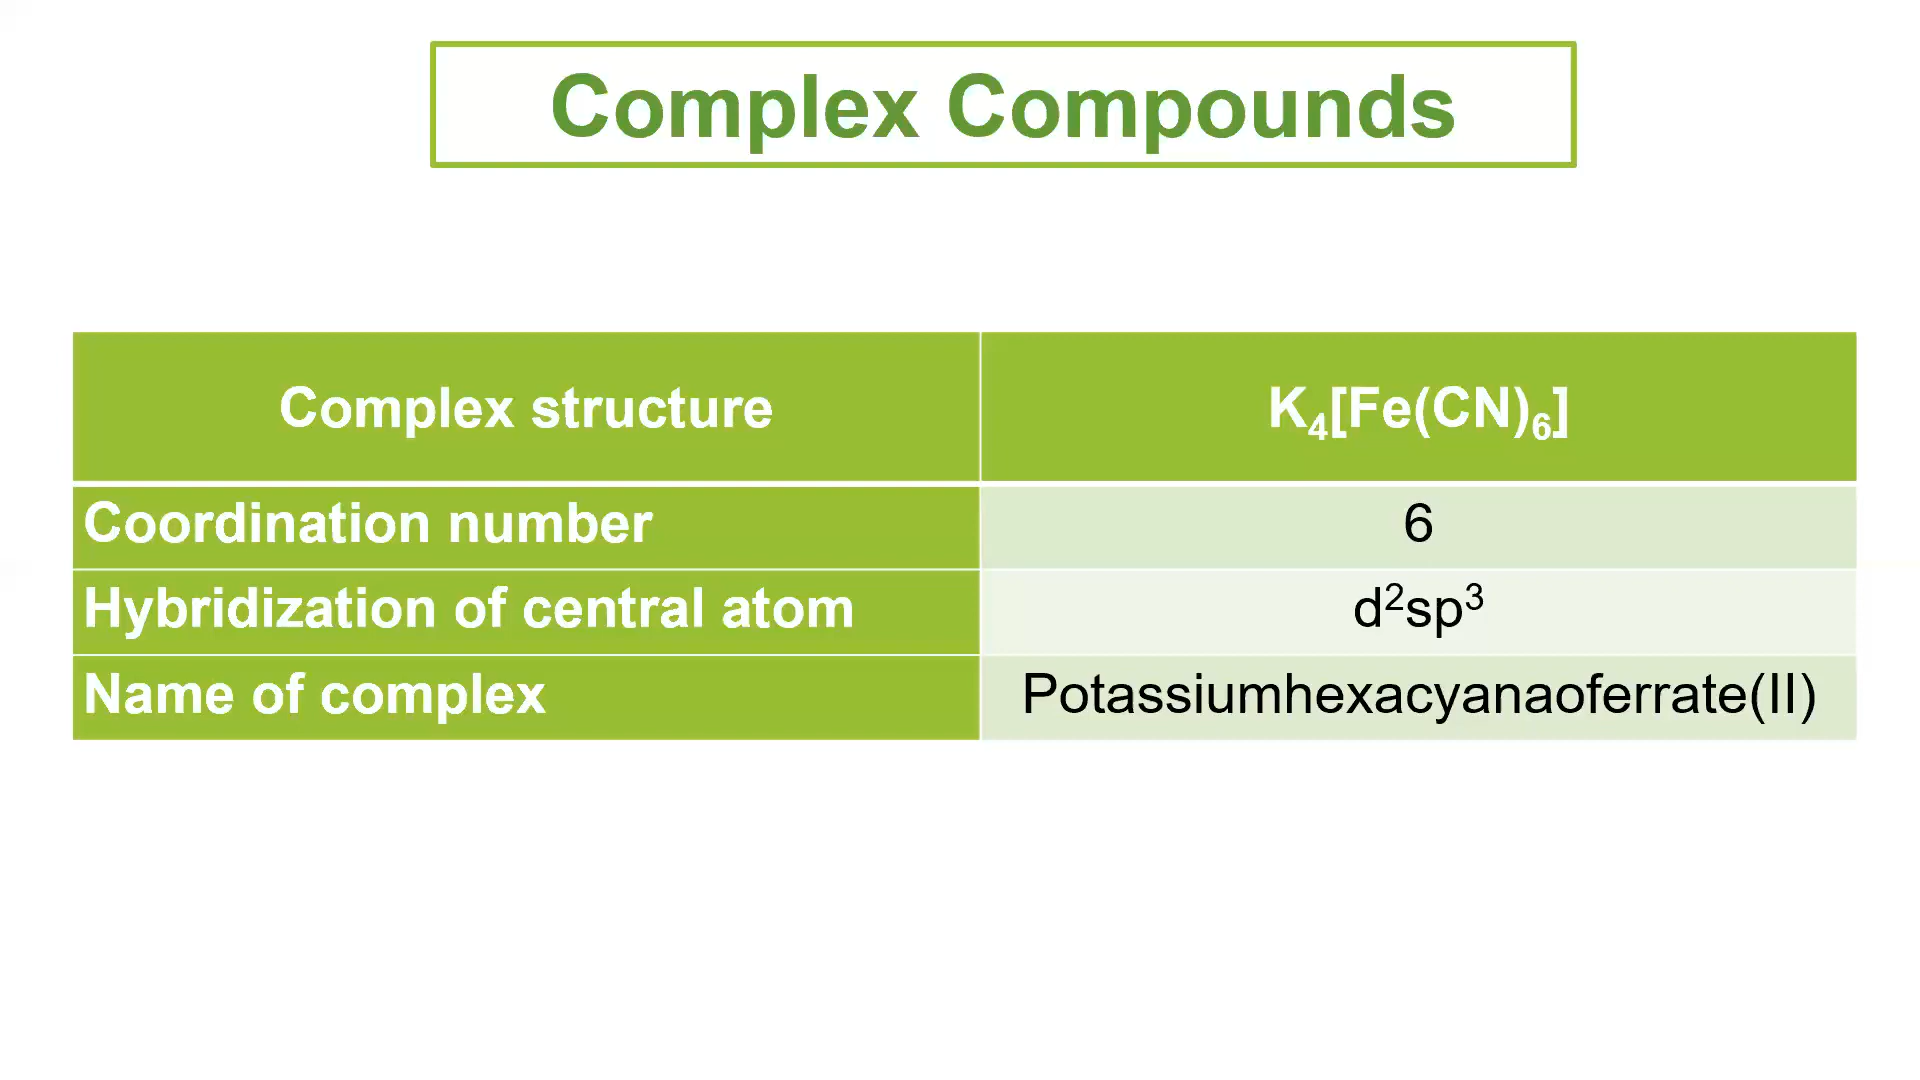 Complex Compounds
Complex structure K₄[Fe(CN)₆]
Coordination number 6
Hybridization of central atom d²sp³
Name of complex Potassiumhexacyanaoferrate(II)